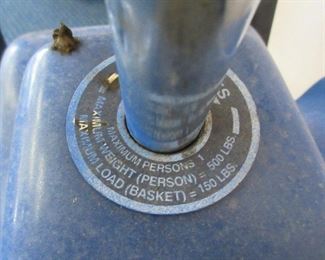 MAXIMUM PERSONS 1
MAXIMUM WEIGHT (PERSON) = 500 LBS.
MAXIMUM LOAD (BASKET) = 150 LBS.